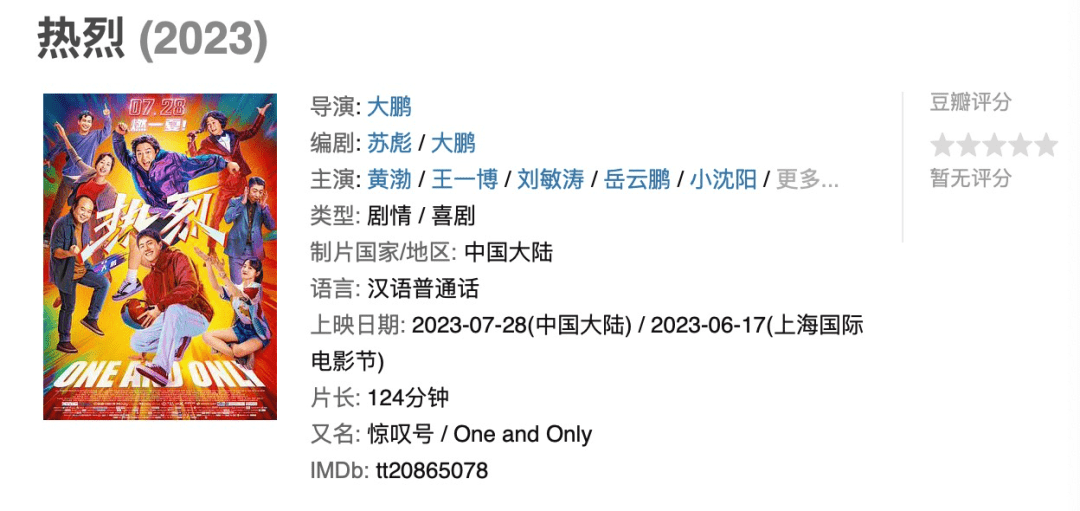 热烈 (2023)
07.28
燃一夏!
热烈
ONE AND ONLY
导演: 大鹏
编剧: 苏彪 / 大鹏
主演: 黄渤 / 王一博 / 刘敏涛 / 岳云鹏 / 小沈阳 / 更多...
类型: 剧情 / 喜剧
制片国家/地区: 中国大陆
语言: 汉语普通话
上映日期: 2023-07-28(中国大陆) / 2023-06-17(上海国际
电影节)
片长: 124分钟
又名: 惊叹号 / One and Only
IMDb: tt20865078
豆瓣评分
暂无评分